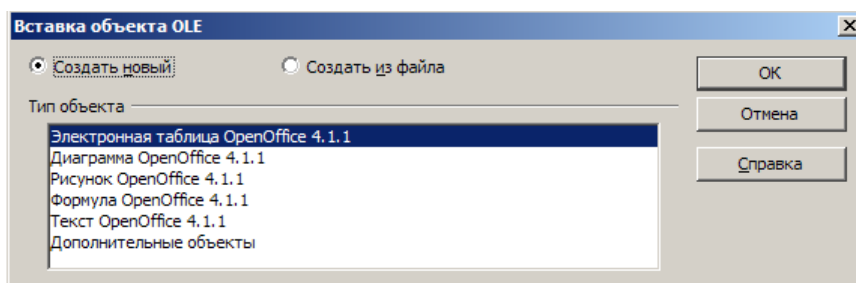 Вставка объекта OLE
Создать новый
Создать из файла
OK
Тип объекта
Отмена
Электронная таблица OpenOffice 4.1.1
Диаграмма OpenOffice 4.1.1
Справка
Рисунок OpenOffice 4.1.1
Формула OpenOffice 4.1.1
Текст OpenOffice 4.1.1
Дополнительные объекты